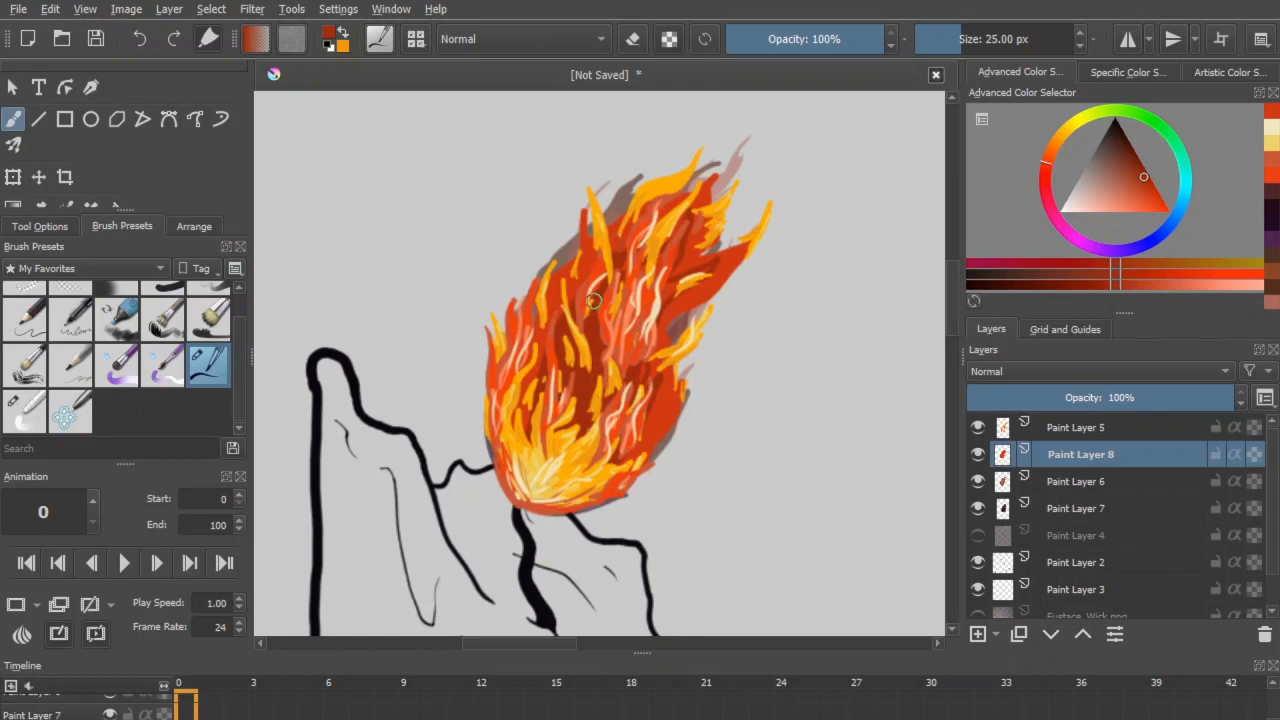 File Edit View Image Layer Select Filter Tools Settings Window Help
Normal
Opacity: 100%
Size: 25.00 px
[Not Saved] *
Advanced Color S...
Specific Color S...
Artistic Color S...
Advanced Color Selector
Tool Options
Brush Presets
Arrange
Brush Presets
★ My Favorites
Tag
Search
Animation
0
Start: 0
End: 100
Play Speed: 1.00
Frame Rate: 24
Layers
Grid and Guides
Layers
Normal
Opacity: 100%
Paint Layer 5
Paint Layer 8
Paint Layer 6
Paint Layer 7
Paint Layer 4
Paint Layer 2
Paint Layer 3
Eustace_Wick.png
Timeline
0 3 6 9 12 15 18 21 24 27 30 33 36 39 42
Paint Layer 7